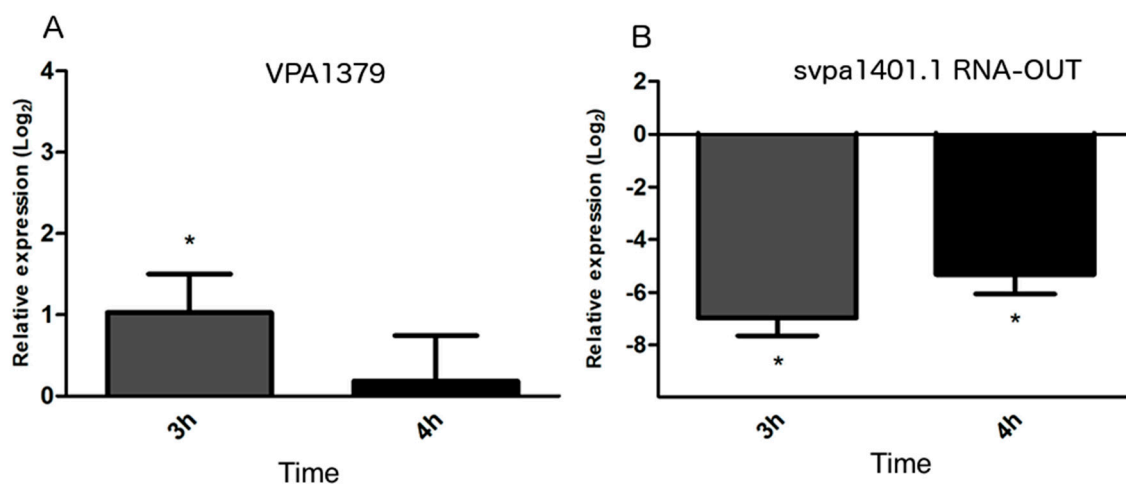 A
VPA1379
Relative expression (Log₂)
4
3
2
1
0
*
3h
4h
Time
B
svpa1401.1 RNA-OUT
Relative expression (Log₂)
2
0
-2
-4
-6
-8
*
*
3h
4h
Time